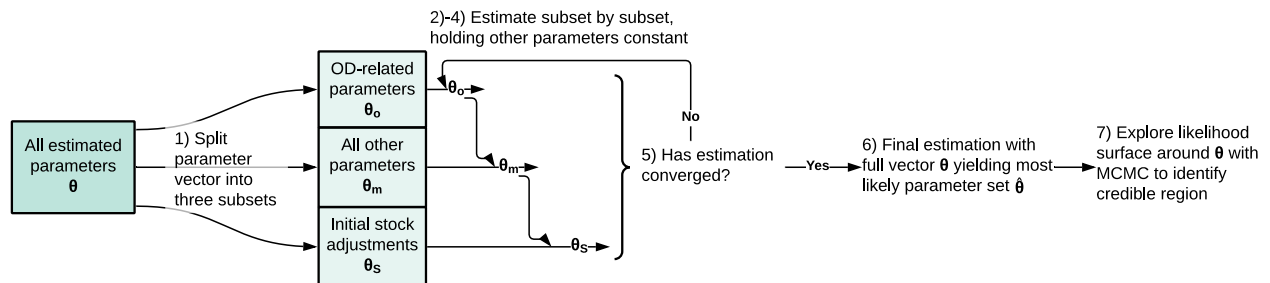 All estimated
parameters
θ
1) Split
parameter
vector into
three subsets
OD-related
parameters
θo
All other
parameters
θm
Initial stock
adjustments
θS
2)-4) Estimate subset by subset,
holding other parameters constant
θo
θm
θS
No
5) Has estimation
converged?
Yes
6) Final estimation with
full vector θ yielding most
likely parameter set θ̂
7) Explore likelihood
surface around θ with
MCMC to identify
credible region